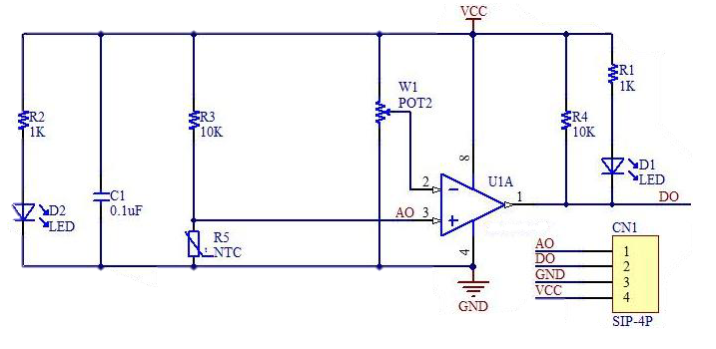 VCC
R1
1K
W1
POT2
R2
1K
R3
10K
R4
10K
8
D1
LED
2
U1A
1
DO
C1
0.1uF
D2
LED
AO
3
R5
NTC
4
GND
CN1
AO
1
DO
2
GND
3
VCC
4
SIP-4P